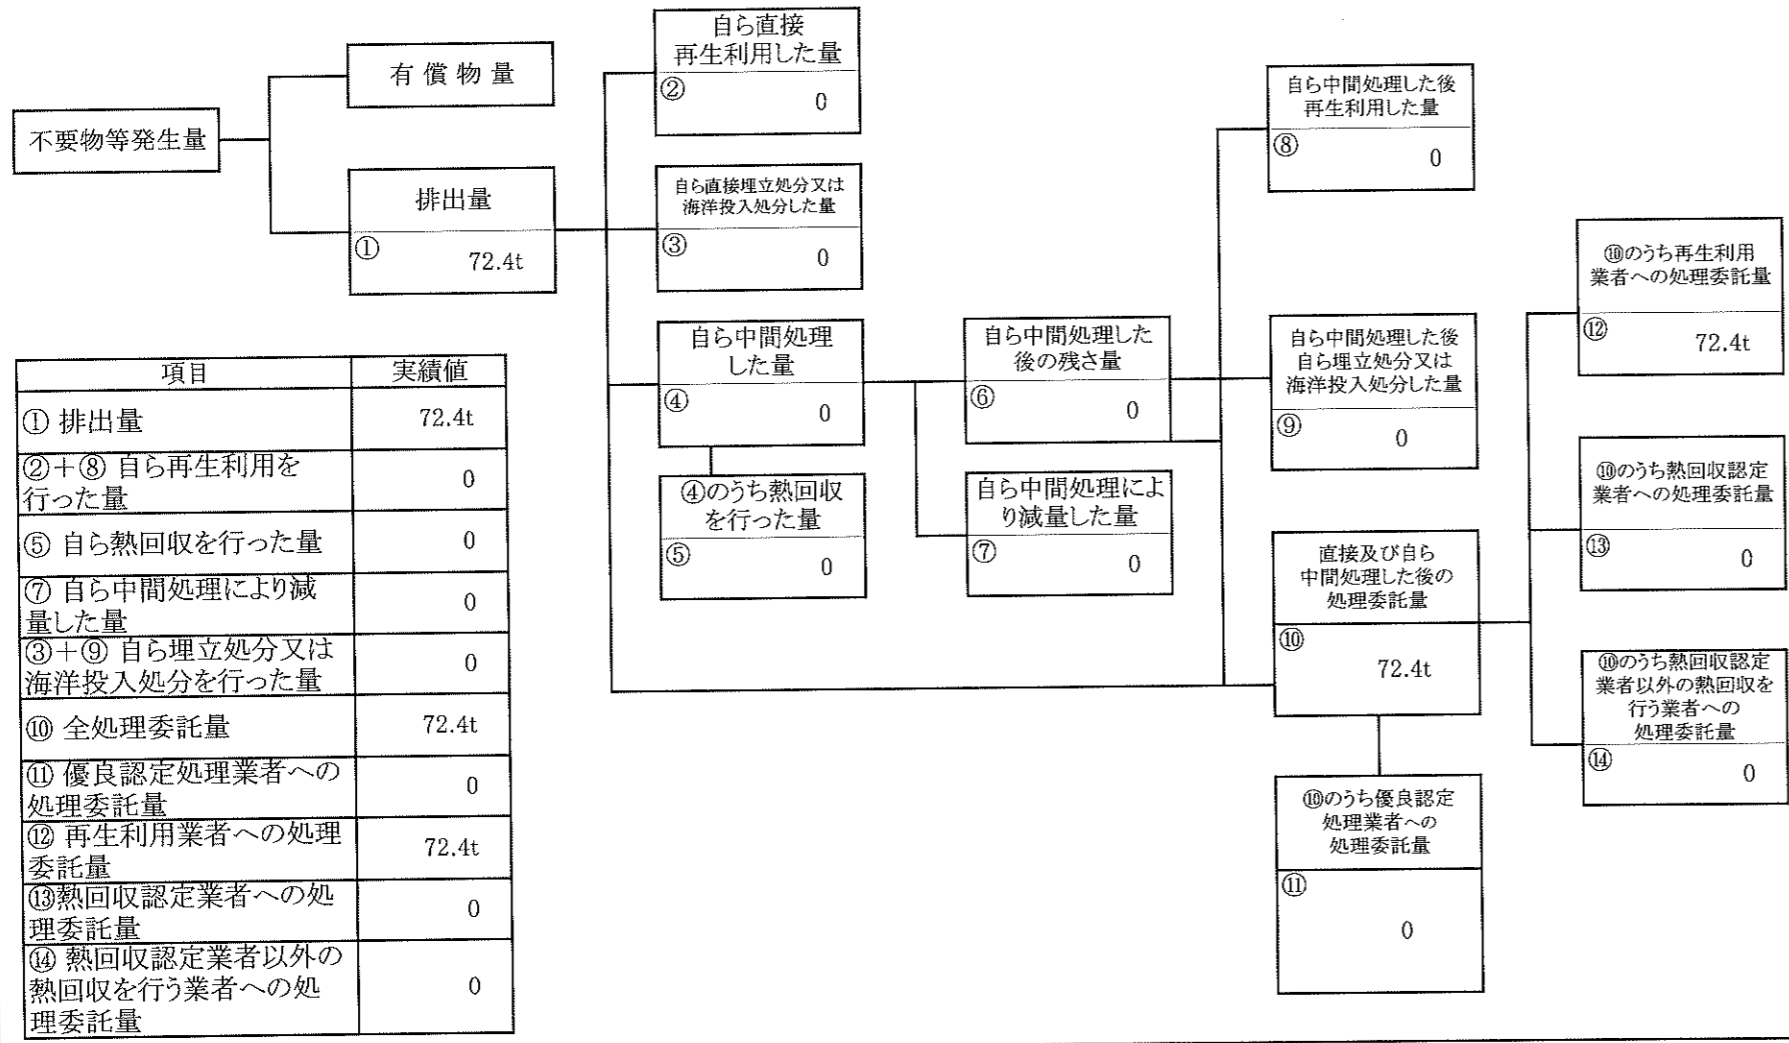 不要物等発生量
有償物量
排出量
①
72.4t
自ら直接
再生利用した量
②
0
自ら直接埋立処分又は
海洋投入処分した量
③
0
自ら中間処理
した量
④
0
④のうち熱回収
を行った量
⑤
0
自ら中間処理した
後の残さ量
⑥
0
自ら中間処理によ
り減量した量
⑦
0
自ら中間処理した後
再生利用した量
⑧
0
自ら中間処理した後
自ら埋立処分又は
海洋投入処分した量
⑨
0
直接及び自ら
中間処理した後の
処理委託量
⑩
72.4t
⑩のうち優良認定
処理業者への
処理委託量
⑪
0
⑩のうち再生利用
業者への処理委託量
⑫
72.4t
⑩のうち熱回収認定
業者への処理委託量
⑬
0
⑩のうち熱回収認定
業者以外の熱回収を
行う業者への
処理委託量
⑭
0
項目 実績値
① 排出量 72.4t
②+⑧ 自ら再生利用を
行った量 0
⑤ 自ら熱回収を行った量 0
⑦ 自ら中間処理により減
量した量 0
③+⑨ 自ら埋立処分又は
海洋投入処分を行った量 0
⑩ 全処理委託量 72.4t
⑪ 優良認定処理業者への
処理委託量 0
⑫ 再生利用業者への処理
委託量 72.4t
⑬熱回収認定業者への処
理委託量 0
⑭ 熱回収認定業者以外の
熱回収を行う業者への処
理委託量 0